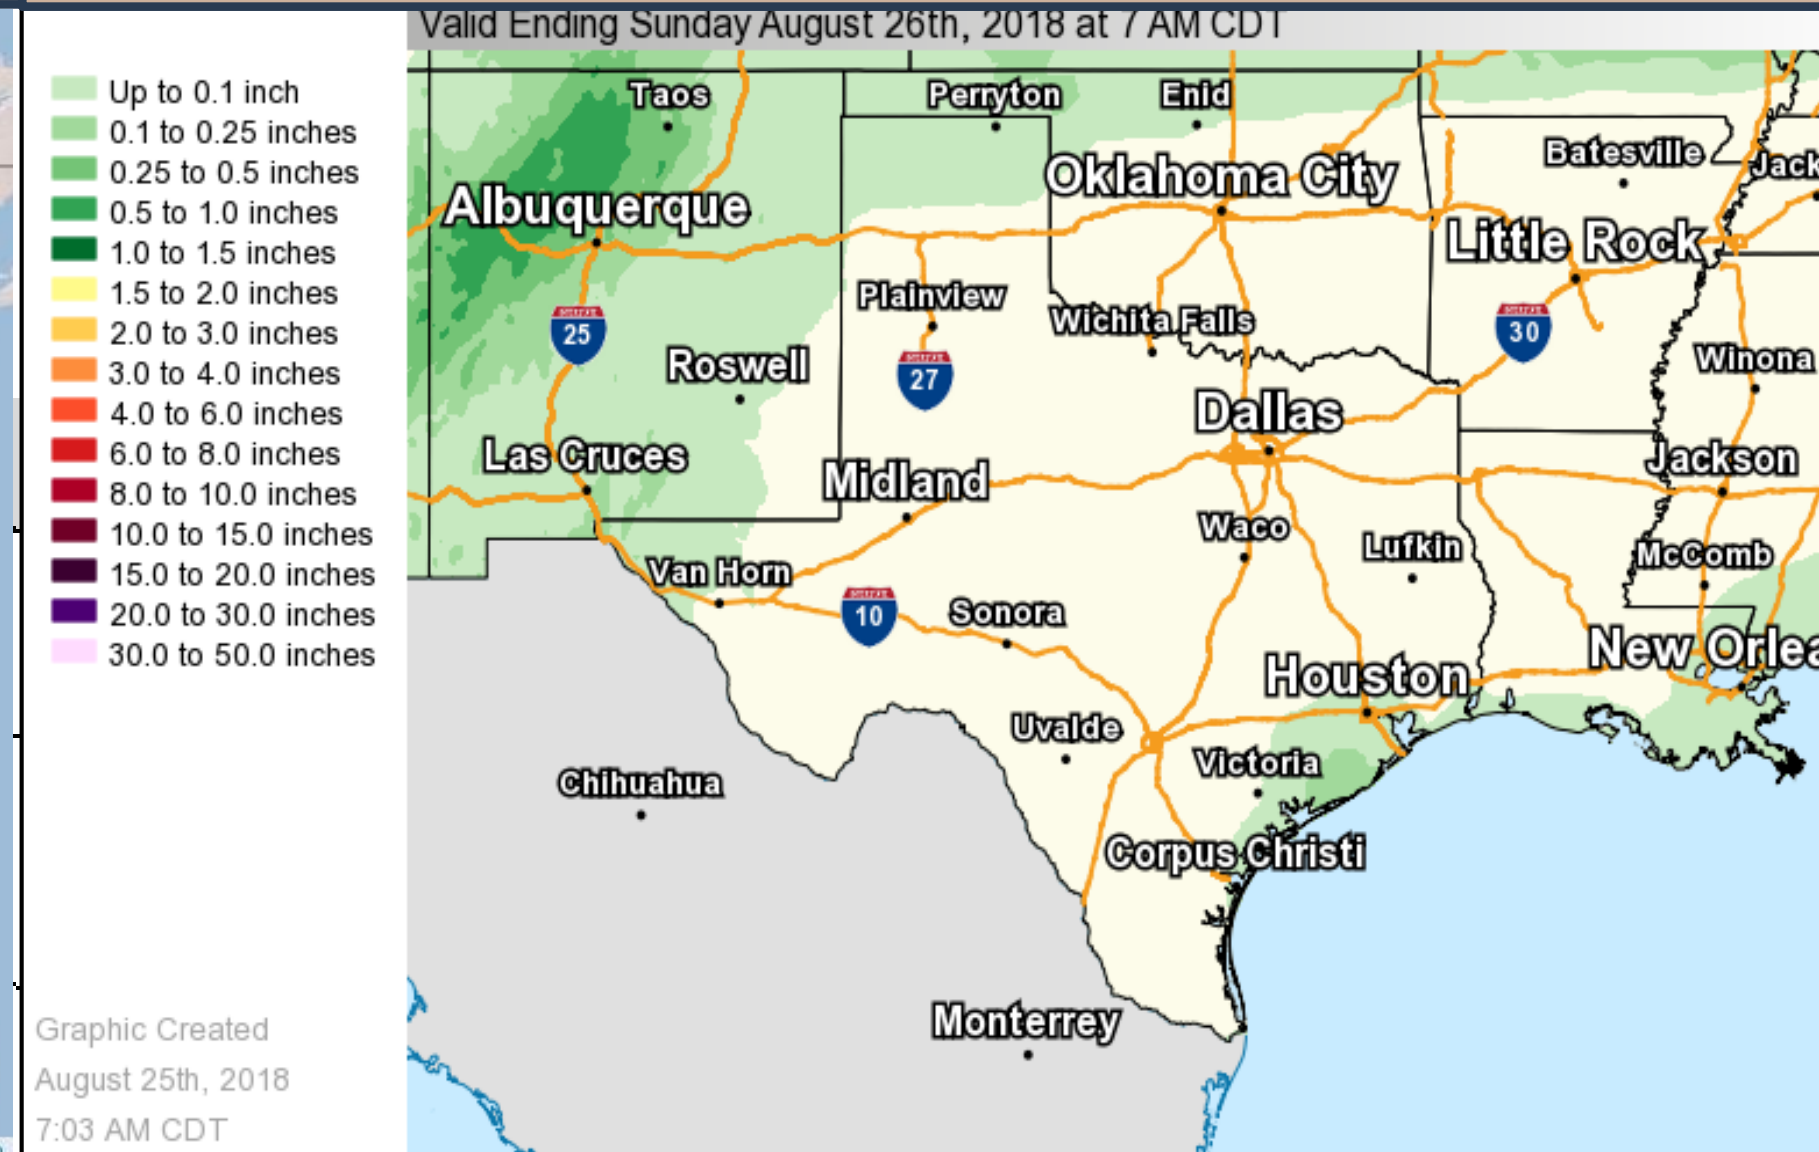 Valid Ending Sunday August 26th, 2018 at 7 AM CDT
Up to 0.1 inch
0.1 to 0.25 inches
0.25 to 0.5 inches
0.5 to 1.0 inches
1.0 to 1.5 inches
1.5 to 2.0 inches
2.0 to 3.0 inches
3.0 to 4.0 inches
4.0 to 6.0 inches
6.0 to 8.0 inches
8.0 to 10.0 inches
10.0 to 15.0 inches
15.0 to 20.0 inches
20.0 to 30.0 inches
30.0 to 50.0 inches
Graphic Created
August 25th, 2018
7:03 AM CDT
Taos
Perryton
Enid
Batesville
Jack
Oklahoma City
Albuquerque
Little Rock
Plainview
Wichita Falls
25
30
Roswell
27
Winona
Dallas
Las Cruces
Midland
Jackson
Waco
Lufkin
McComb
Van Horn
10
Sonora
New Orlea
Houston
Uvalde
Victoria
Chihuahua
Corpus Christi
Monterrey